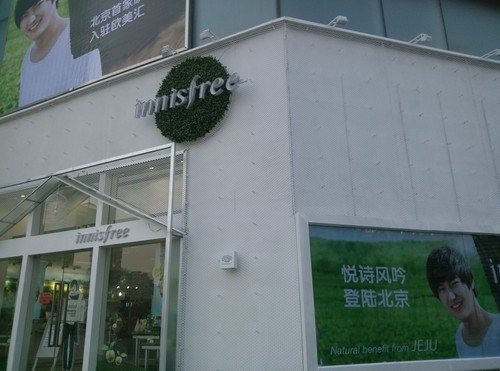 北京首家
入驻欧美汇
innisfree
innisfree
悦诗风吟
登陆北京
Natural benefit from JEJU